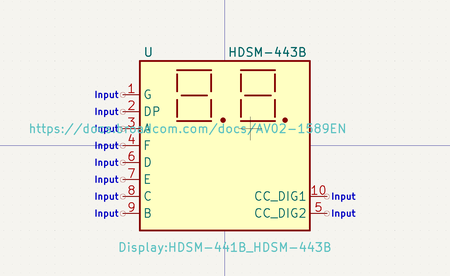 U HDSM-443B
Input 1 G
Input 2 DP
https://docs.broadcom.com/docs/AV02-1589EN
Input 3 A
Input 4 F
Input 6 D
Input 7 E
Input 8 C CC_DIG1 10 Input
Input 9 B CC_DIG2 5 Input
Display:HDSM-441B_HDSM-443B